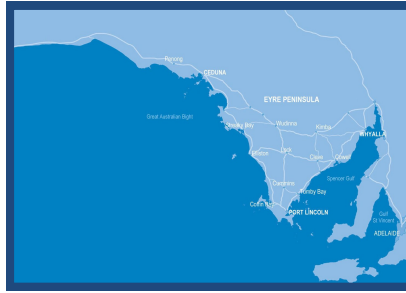 Penong
CEDUNA
EYRE PENINSULA
Great Australian Bight
Streaky Bay
Wudinna
Kimba
WHYALLA
Elliston
Lock
Cleve
Cowell
Spencer Gulf
Cummins
Tumby Bay
Coffin Bay
PORT LINCOLN
Gulf
St Vincent
ADELAIDE